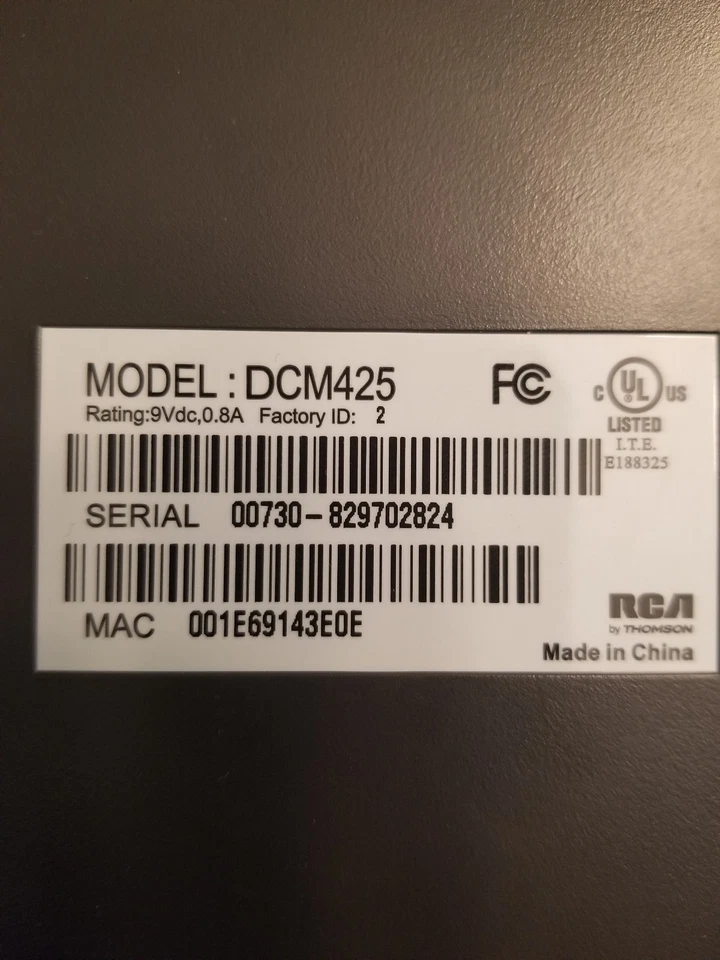 MODEL : DCM425
Rating:9Vdc,0.8A Factory ID: 2
FC
C UL US
LISTED
I.T.E.
E188325
SERIAL 00730-829702824
MAC 001E69143E0E
RCA
by THOMSON
Made in China